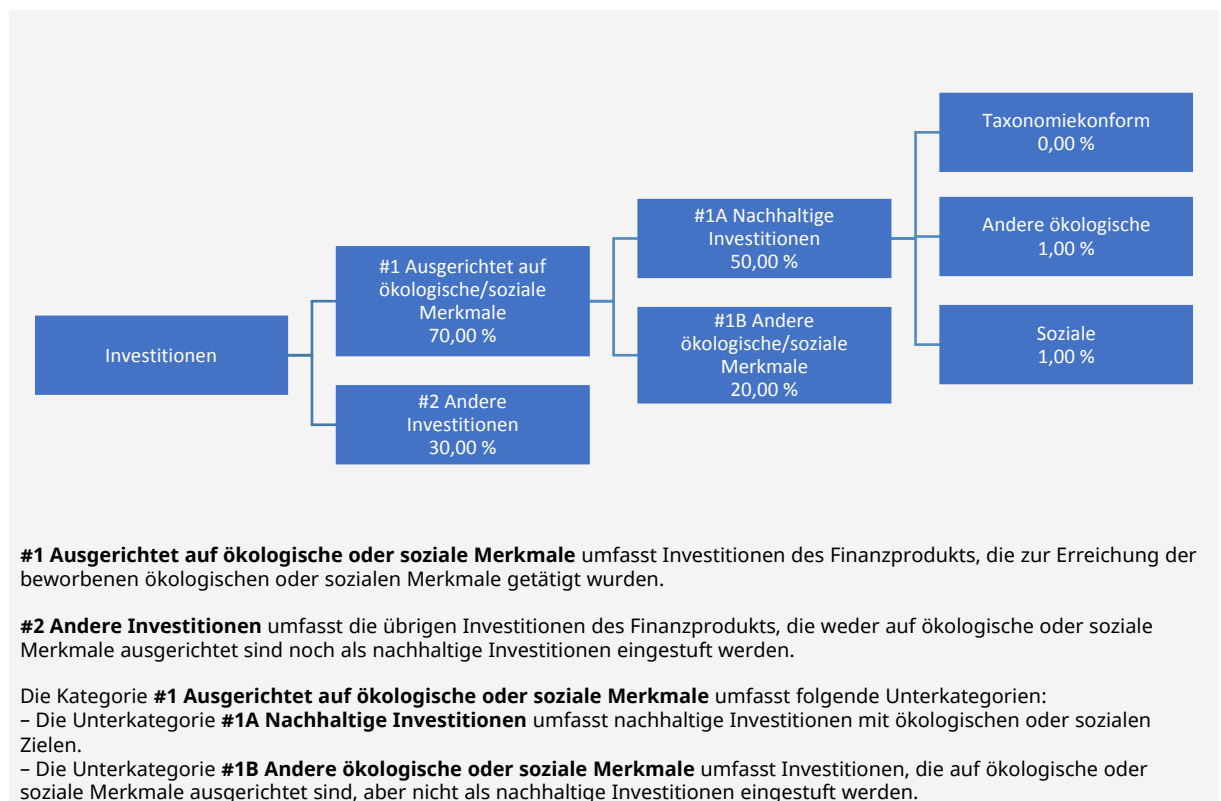 Taxonomiekonform
0,00 %
#1A Nachhaltige
Investitionen
50,00 %
Andere ökologische
1,00 %
#1 Ausgerichtet auf
ökologische/soziale
Merkmale
70,00 %
Investitionen
#1B Andere
ökologische/soziale
Merkmale
20,00 %
Soziale
1,00 %
#2 Andere
Investitionen
30,00 %
#1 Ausgerichtet auf ökologische oder soziale Merkmale umfasst Investitionen des Finanzprodukts, die zur Erreichung der
beworbenen ökologischen oder sozialen Merkmale getätigt wurden.
#2 Andere Investitionen umfasst die übrigen Investitionen des Finanzprodukts, die weder auf ökologische oder soziale
Merkmale ausgerichtet sind noch als nachhaltige Investitionen eingestuft werden.
Die Kategorie #1 Ausgerichtet auf ökologische oder soziale Merkmale umfasst folgende Unterkategorien:
– Die Unterkategorie #1A Nachhaltige Investitionen umfasst nachhaltige Investitionen mit ökologischen oder sozialen
Zielen.
– Die Unterkategorie #1B Andere ökologische oder soziale Merkmale umfasst Investitionen, die auf ökologische oder
soziale Merkmale ausgerichtet sind, aber nicht als nachhaltige Investitionen eingestuft werden.